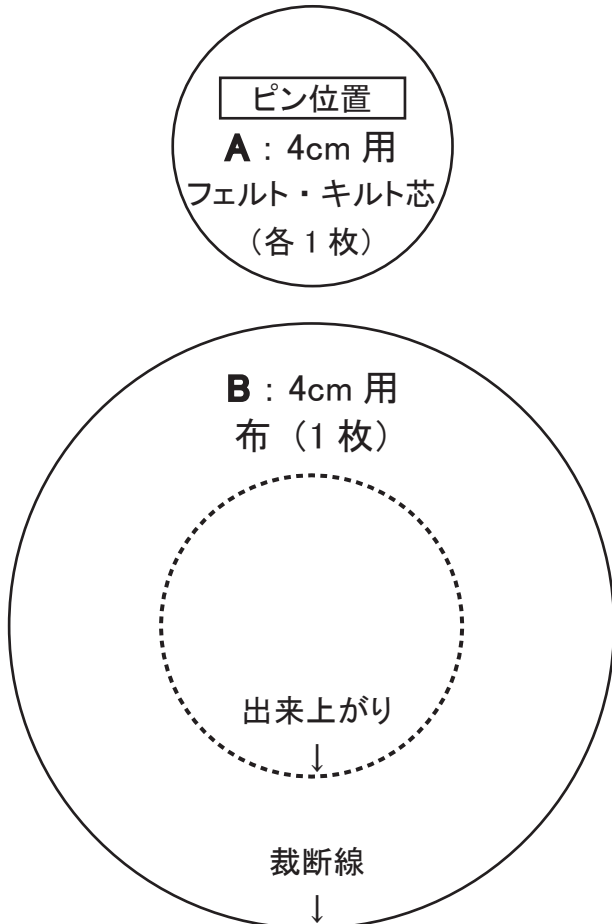 ピン位置
A：4cm 用
フェルト・キルト芯
（各 1 枚）
B：4cm 用
布（1 枚）
出来上がり
↓
裁断線
↓